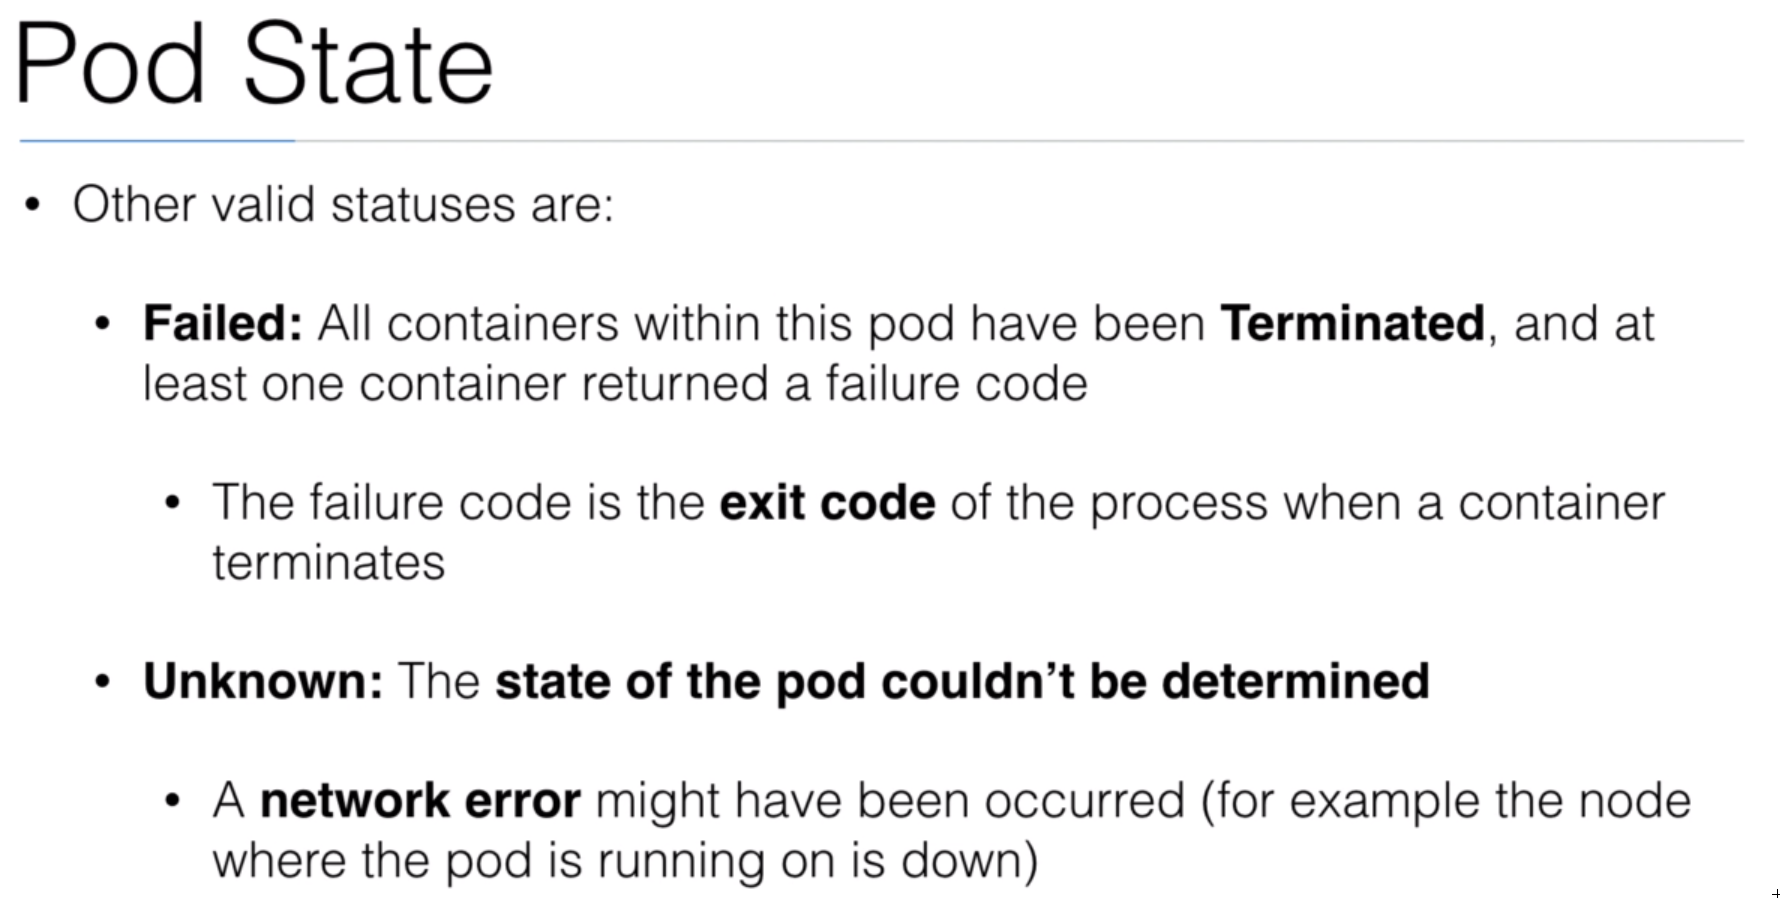 Pod State
• Other valid statuses are:
• Failed: All containers within this pod have been Terminated, and at
least one container returned a failure code
• The failure code is the exit code of the process when a container
terminates
• Unknown: The state of the pod couldn’t be determined
• A network error might have been occurred (for example the node
where the pod is running on is down)